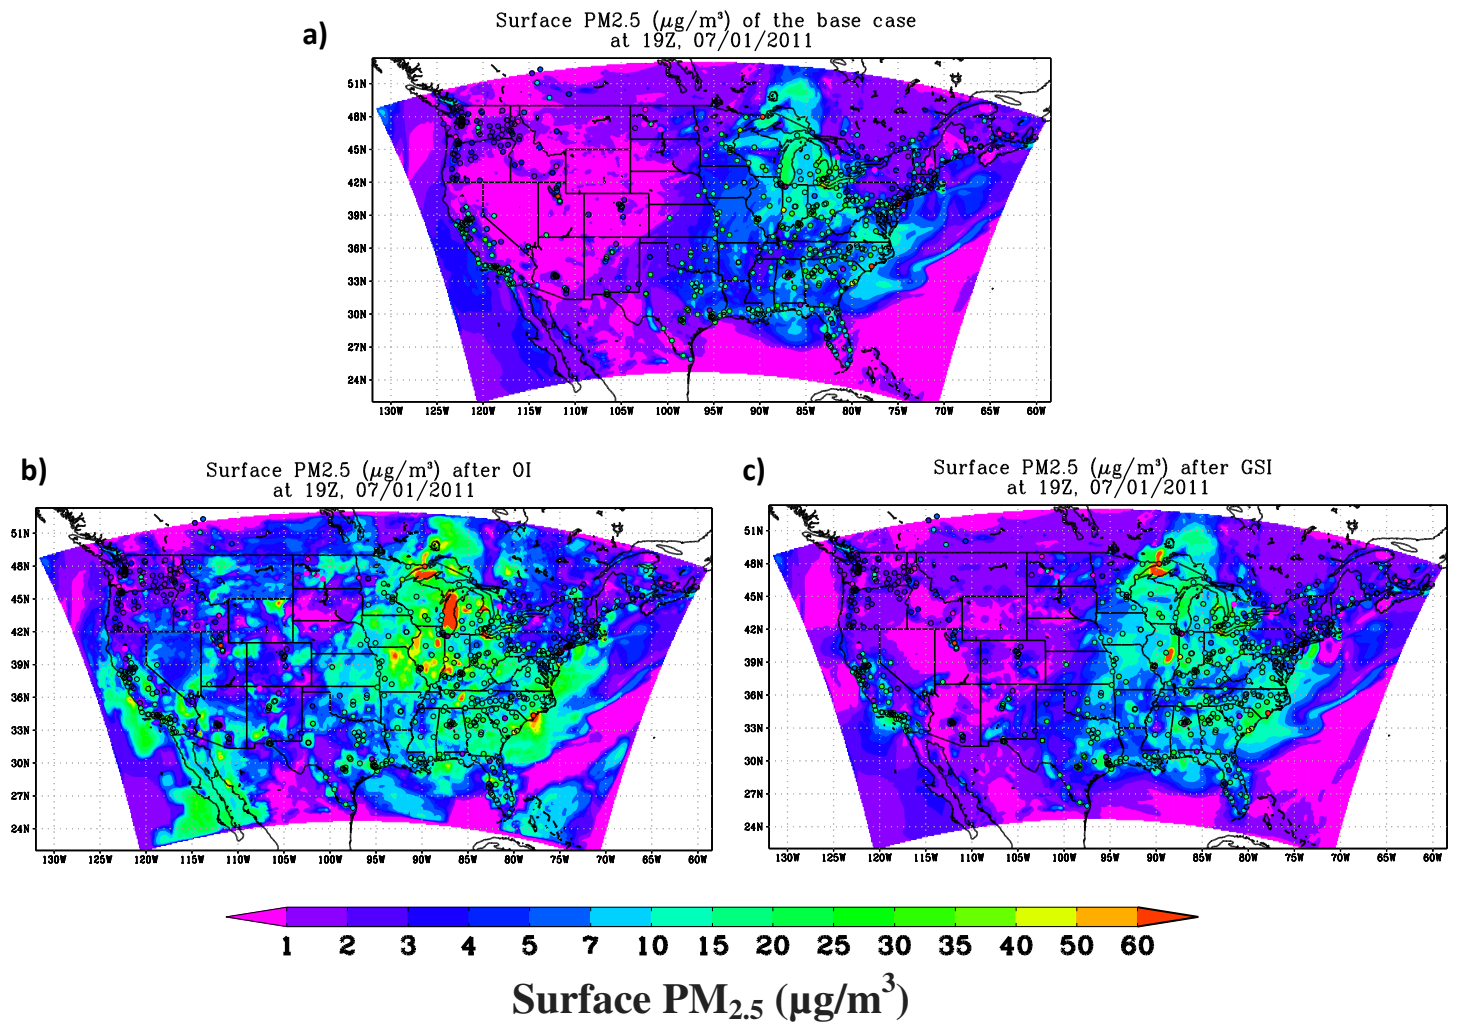 a)
Surface PM2.5 (μg/m³) of the base case
at 19Z, 07/01/2011
51N
48N
45N
42N
39N
36N
33N
30N
27N
24N
130W 125W 120W 115W 110W 105W 100W 95W 90W 85W 80W 75W 70W 65W 60W
b)
Surface PM2.5 (μg/m³) after OI
at 19Z, 07/01/2011
51N
48N
45N
42N
39N
36N
33N
30N
27N
24N
130W 125W 120W 115W 110W 105W 100W 95W 90W 85W 80W 75W 70W 65W 60W
c)
Surface PM2.5 (μg/m³) after GSI
at 19Z, 07/01/2011
51N
48N
45N
42N
39N
36N
33N
30N
27N
24N
130W 125W 120W 115W 110W 105W 100W 95W 90W 85W 80W 75W 70W 65W 60W
1 2 3 4 5 7 10 15 20 25 30 35 40 50 60
Surface PM2.5 (μg/m³)